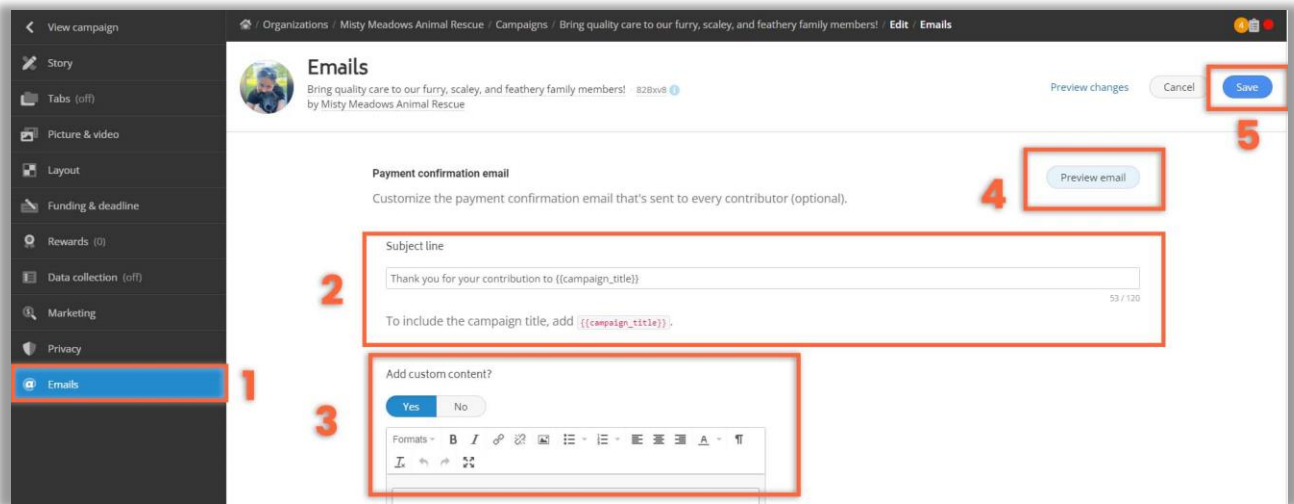 View campaign
Story
Tabs (off)
Picture & video
Layout
Funding & deadline
Rewards (0)
Data collection (off)
Marketing
Privacy
Emails
1
/ Organizations / Misty Meadows Animal Rescue / Campaigns / Bring quality care to our furry, scaley, and feathery family members! / Edit / Emails
4
Emails
Bring quality care to our furry, scaley, and feathery family members! 828xv8
by Misty Meadows Animal Rescue
Preview changes
Cancel
Save
5
Payment confirmation email
Customize the payment confirmation email that's sent to every contributor (optional).
4
Preview email
2
Subject line
Thank you for your contribution to {{campaign_title}}
53 / 120
To include the campaign title, add {{campaign_title}}.
3
Add custom content?
Yes No
Formats B I A ¶
Ix